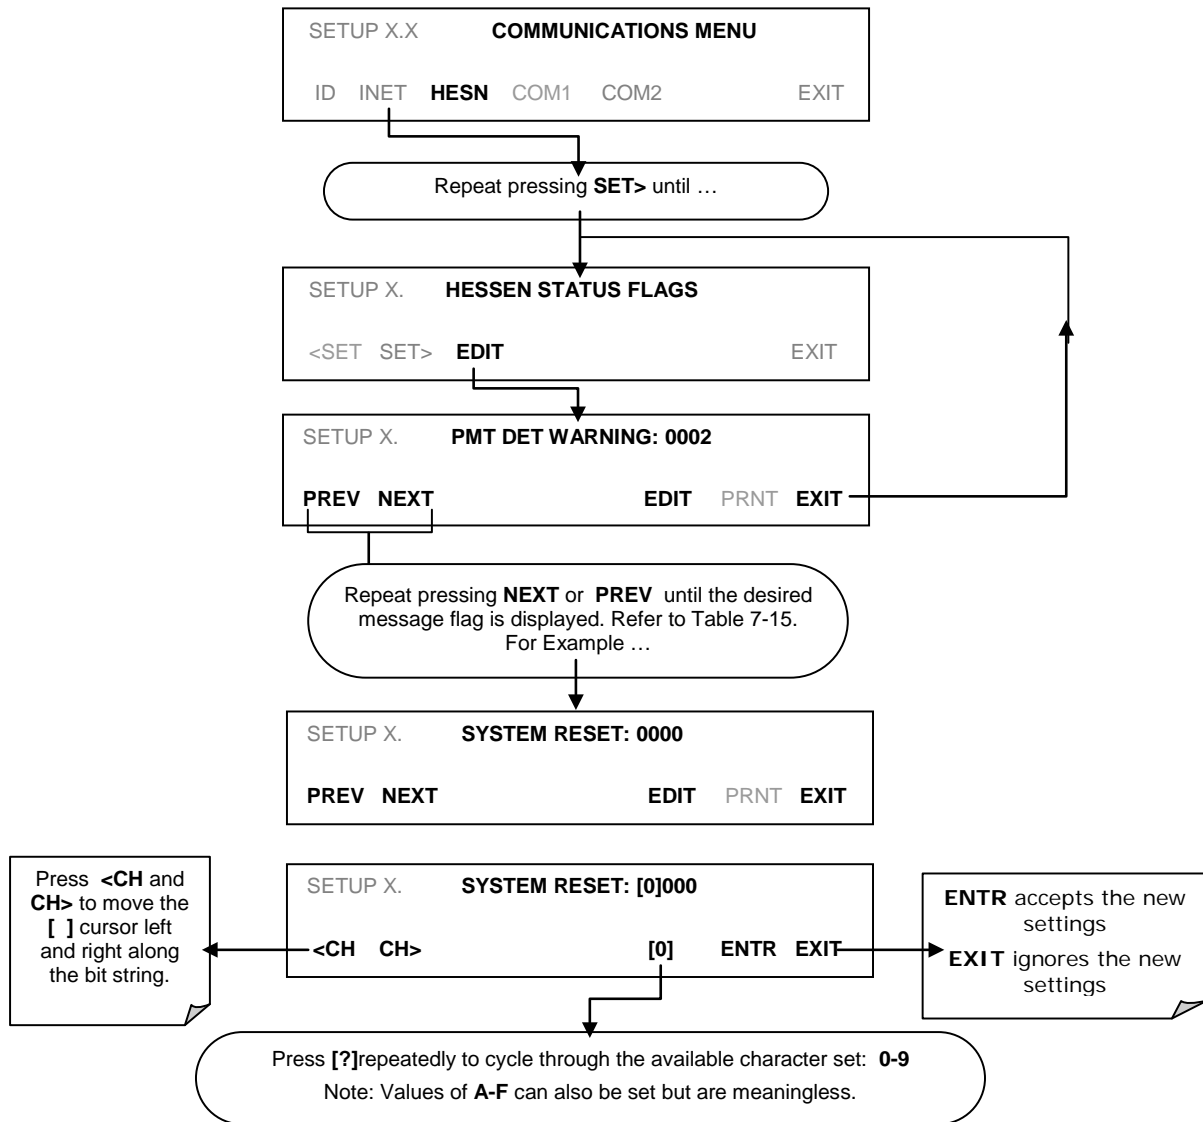 SETUP X.X COMMUNICATIONS MENU
ID INET HESN COM1 COM2 EXIT
Repeat pressing SET> until …
SETUP X. HESSEN STATUS FLAGS
<SET SET> EDIT EXIT
SETUP X. PMT DET WARNING: 0002
PREV NEXT EDIT PRNT EXIT
Repeat pressing NEXT or PREV until the desired
message flag is displayed. Refer to Table 7-15.
For Example …
SETUP X. SYSTEM RESET: 0000
PREV NEXT EDIT PRNT EXIT
Press <CH and
CH> to move the
[ ] cursor left
and right along
the bit string.
SETUP X. SYSTEM RESET: [0]000
<CH CH> [0] ENTR EXIT
ENTR accepts the new
settings
EXIT ignores the new
settings
Press [?]repeatedly to cycle through the available character set: 0-9
Note: Values of A-F can also be set but are meaningless.